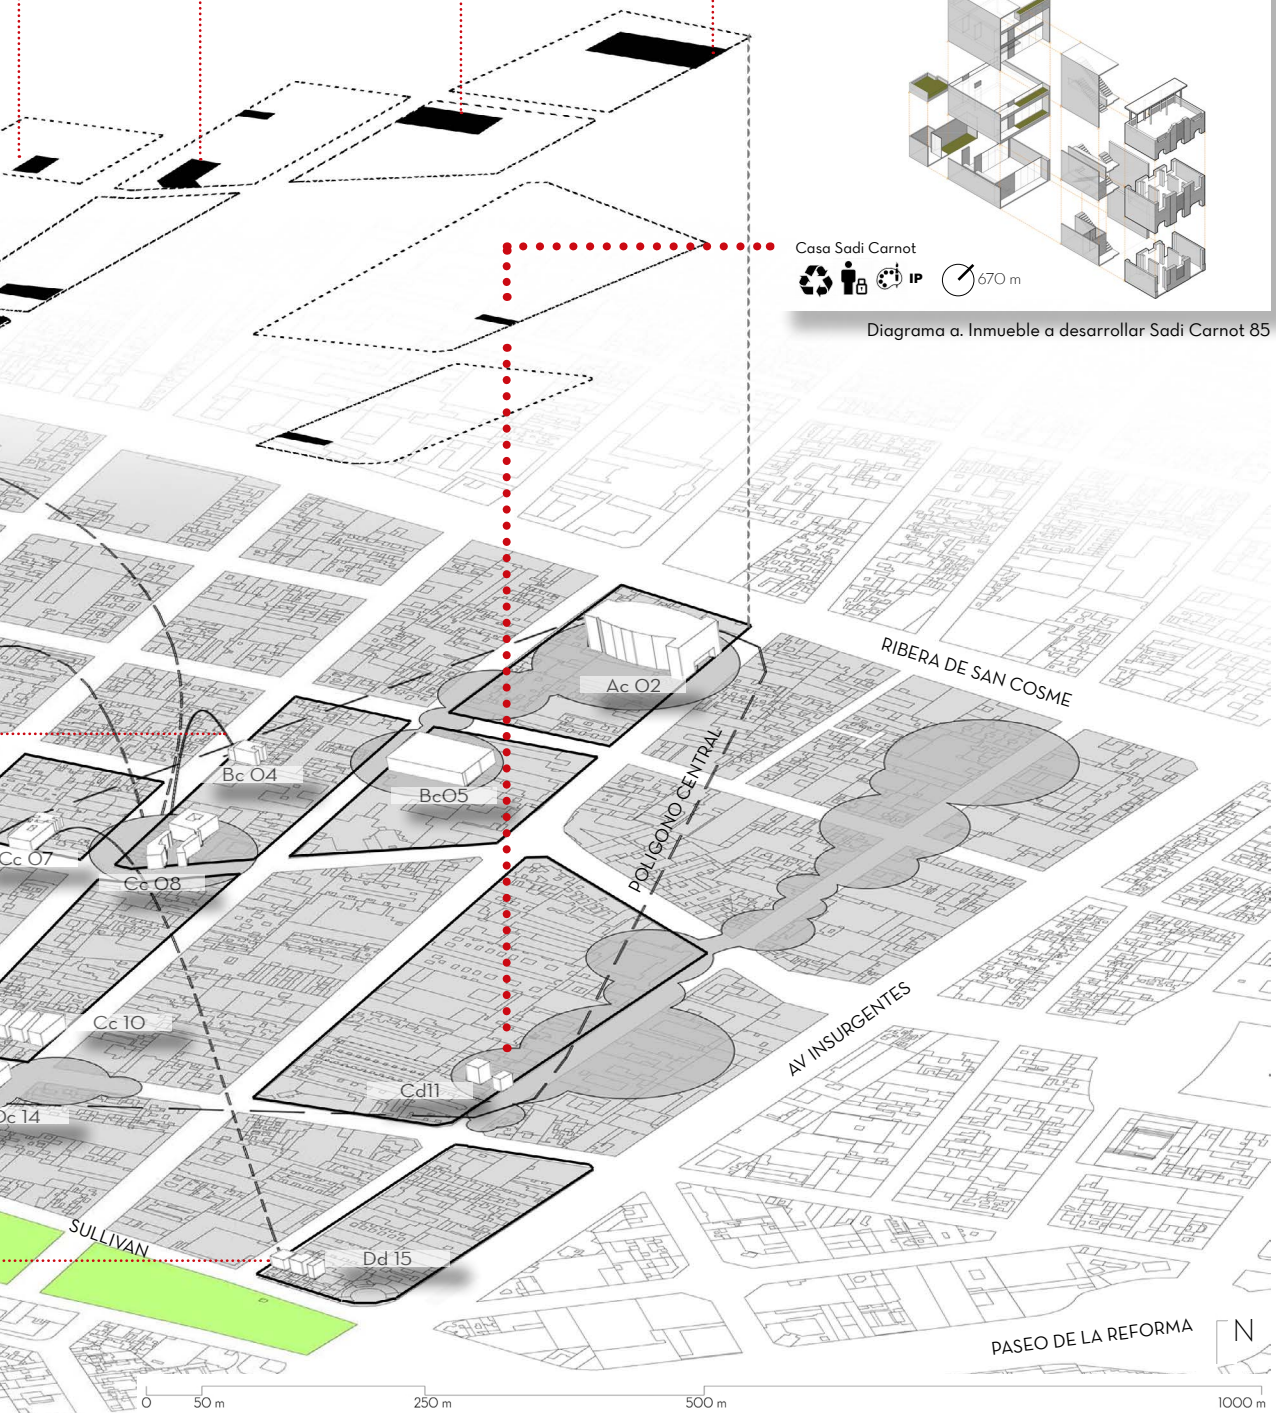 Casa Sadi Carnot
IP
670 m
Diagrama a. Inmueble a desarrollar Sadi Carnot 85
RIBERA DE SAN COSME
Ac 02
POLIGONO CENTRAL
Bc 04
Bc05
Cc 07
Cc 08
AV INSURGENTES
Cc 10
Cd11
Dc 14
SULLIVAN
Dd 15
PASEO DE LA REFORMA
N
0 50 m 250 m 500 m 1000 m